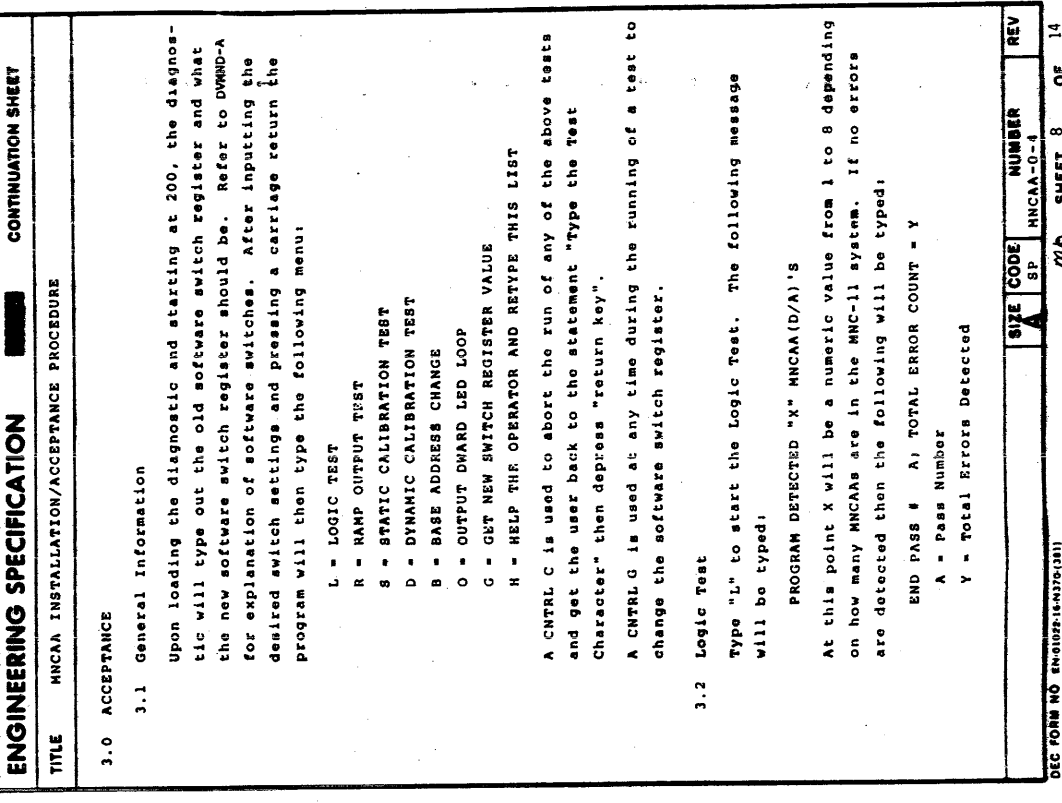 ENGINEERING SPECIFICATION CONTINUATION SHEET
TITLE MNCAA INSTALLATION/ACCEPTANCE PROCEDURE
3.0 ACCEPTANCE
3.1 General Information
Upon loading the diagnostic and starting at 200, the diagnos-
tic will type out the old software switch register and what
the new software switch register should be. Refer to DVMND-A
for explanation of software switches. After inputting the
desired switch settings and pressing a carriage return the
program will then type the following menu:
L = LOGIC TEST
R = RAMP OUTPUT TEST
S = STATIC CALIBRATION TEST
D = DYNAMIC CALIBRATION TEST
B = BASE ADDRESS CHANGE
O = OUTPUT DWARD LED LOOP
G = GET NEW SWITCH REGISTER VALUE
H = HELP THE OPERATOR AND RETYPE THIS LIST
A CNTRL C is used to abort the run of any of the above tests
and get the user back to the statement "Type the Test
Character" then depress "return key".
A CNTRL G is used at any time during the running of a test to
change the software switch register.
3.2 Logic Test
Type "L" to start the Logic Test. The following message
will be typed:
PROGRAM DETECTED "X" MNCAA(D/A)'S
At this point X will be a numeric value from 1 to 8 depending
on how many MNCAAs are in the MNC-11 system. If no errors
are detected then the following will be typed:
END PASS # A; TOTAL ERROR COUNT = Y
A = Pass Number
Y = Total Errors Detected
SIZE CODE NUMBER REV
A SP MNCAA-0-4
DEC FORM NO EN-01022-16-N370-(381)
SHEET 8 OF 14